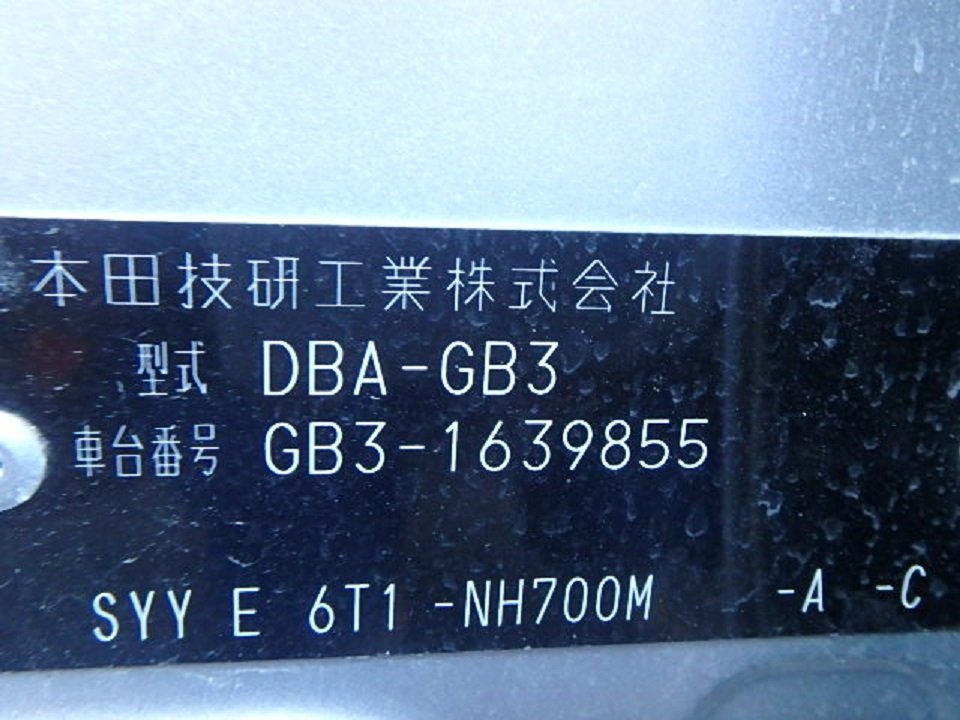 本田技研工業株式会社
型式 DBA-GB3
車台番号 GB3-1639855
SYY E 6T1 -NH700M -A -C